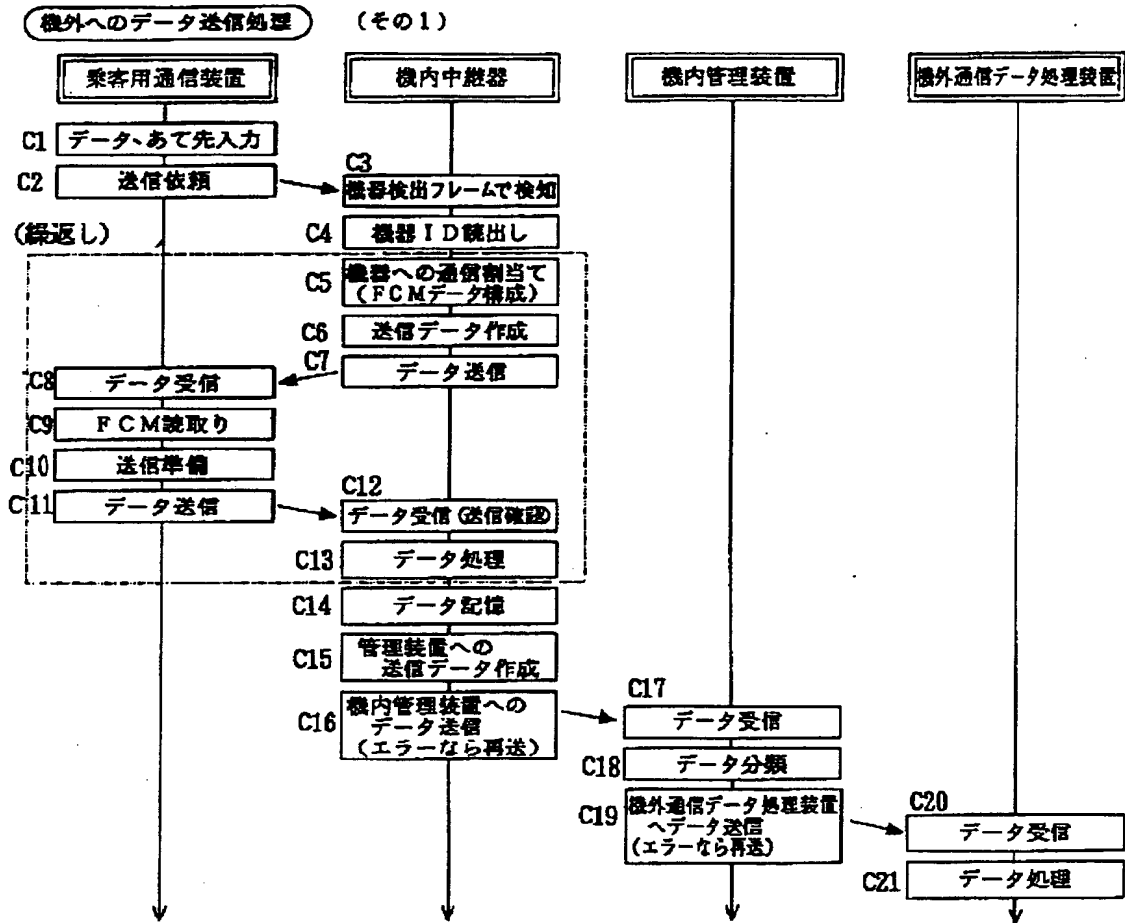 機外へのデータ送信処理 （その１）
乗客用通信装置
機内中継器
機内管理装置
機外通信データ処理装置
C1 データ、あて先入力
C2 送信依頼
C3
機器検出フレームで検知
(繰返し)
C4 機器ＩＤ読出し
C5 機器への通信割当て
(ＦＣＭデータ構成)
C6 送信データ作成
C7 データ送信
C8 データ受信
C9 ＦＣＭ読取り
C10 送信準備
C11 データ送信
C12
データ受信(送信確認)
C13 データ処理
C14 データ記憶
C15 管理装置への
送信データ作成
C16 機内管理装置への
データ送信
(エラーなら再送)
C17
データ受信
C18 データ分類
C19 機外通信データ処理装置
へデータ送信
(エラーなら再送)
C20
データ受信
C21 データ処理